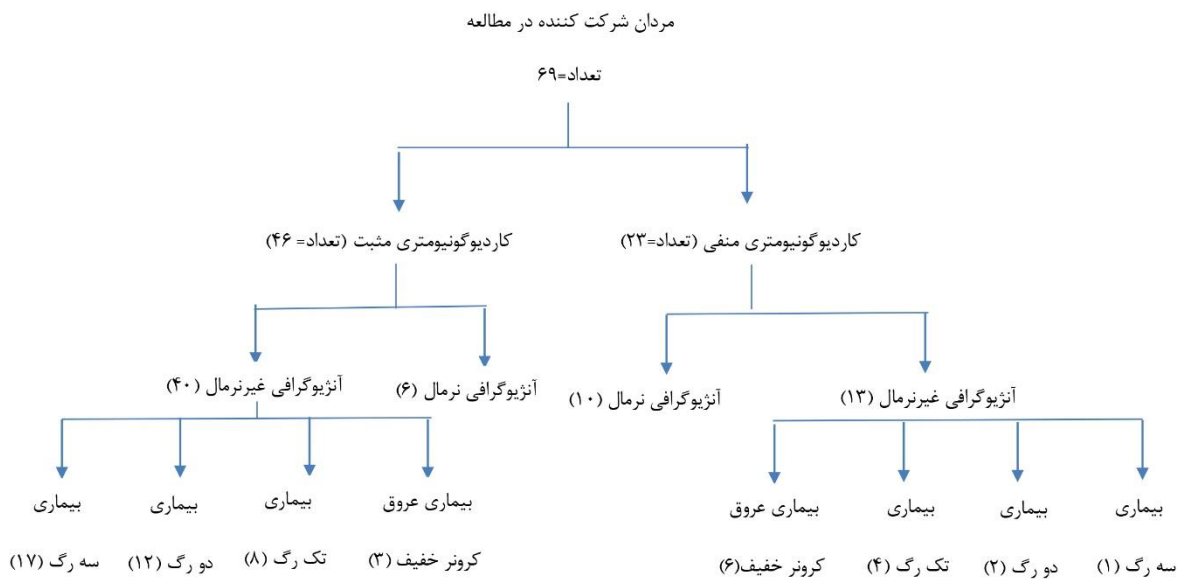 مردان شرکت کننده در مطالعه
تعداد=۶۹
کاردیوگونیومتری منفی (تعداد=۲۳)
کاردیوگونیومتری مثبت (تعداد= ۴۶)
آنژیوگرافی غیرنرمال (۱۳)
آنژیوگرافی نرمال (۱۰)
آنژیوگرافی نرمال (۶)
آنژیوگرافی غیرنرمال (۴۰)
بیماری
سه رگ (۱)
بیماری
دو رگ (۲)
بیماری
تک رگ (۴)
بیماری عروق
کرونر خفیف(۶)
بیماری عروق
کرونر خفیف (۳)
بیماری
تک رگ (۸)
بیماری
دو رگ (۱۲)
بیماری
سه رگ (۱۷)